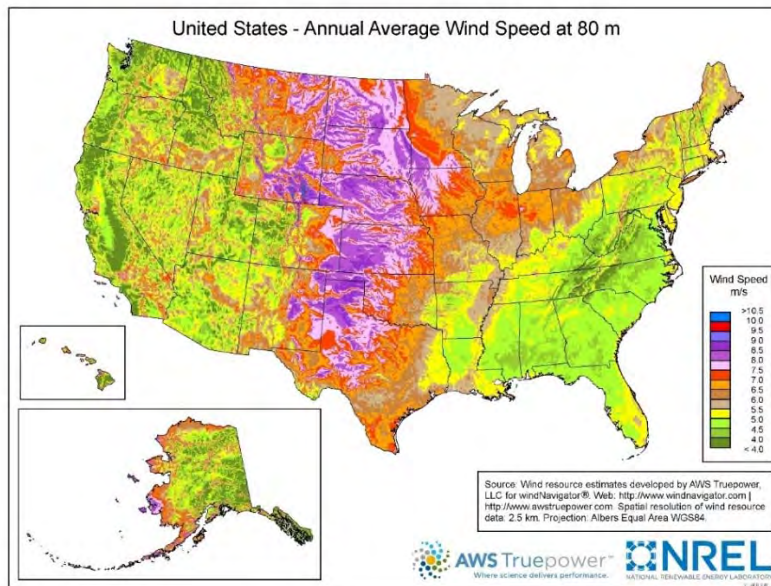 United States - Annual Average Wind Speed at 80 m
Wind Speed
m/s
>10.5
10.0
9.5
9.0
8.5
8.0
7.5
7.0
6.5
6.0
5.5
5.0
4.5
4.0
< 4.0
Source: Wind resource estimates developed by AWS Truepower,
LLC for windNavigator®. Web: http://www.windnavigator.com |
http://www.awstruepower.com. Spatial resolution of wind resource
data: 2.5 km. Projection: Albers Equal Area WGS84.
AWS Truepower™
Where science delivers performance.
NREL
NATIONAL RENEWABLE ENERGY LABORATORY